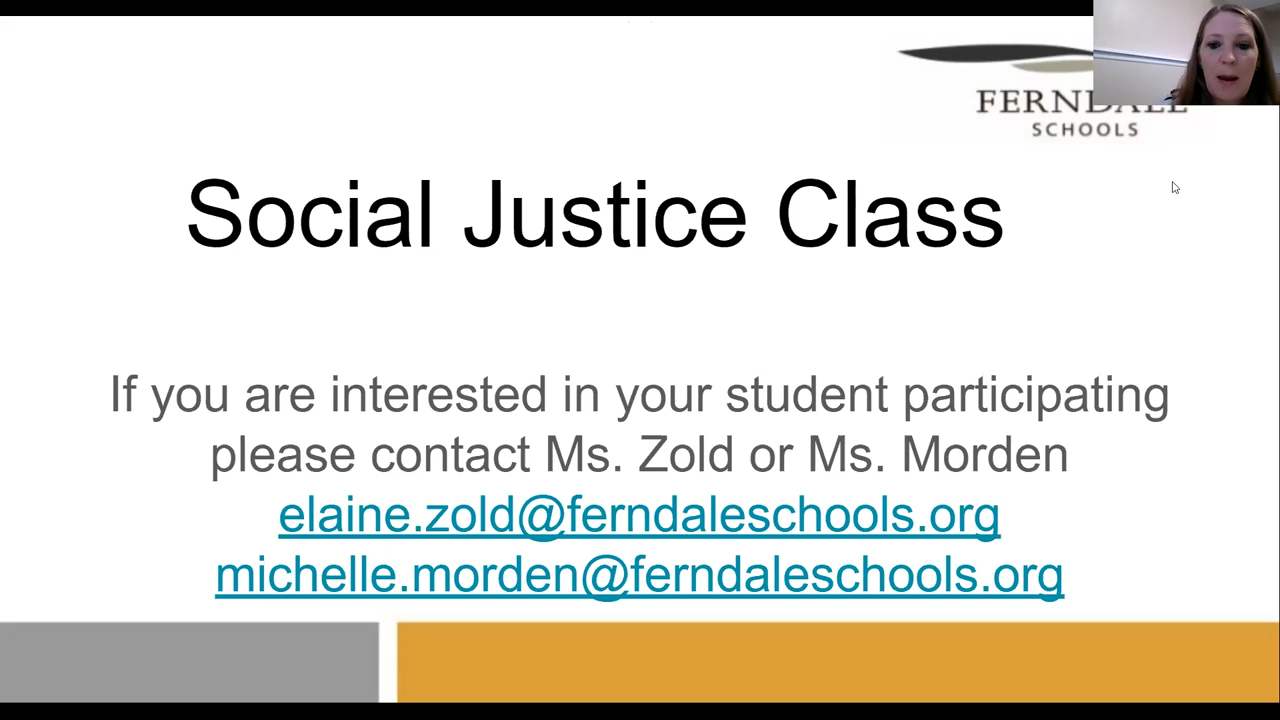 FERNDALE
SCHOOLS
Social Justice Class
If you are interested in your student participating
please contact Ms. Zold or Ms. Morden
elaine.zold@ferndaleschools.org
michelle.morden@ferndaleschools.org